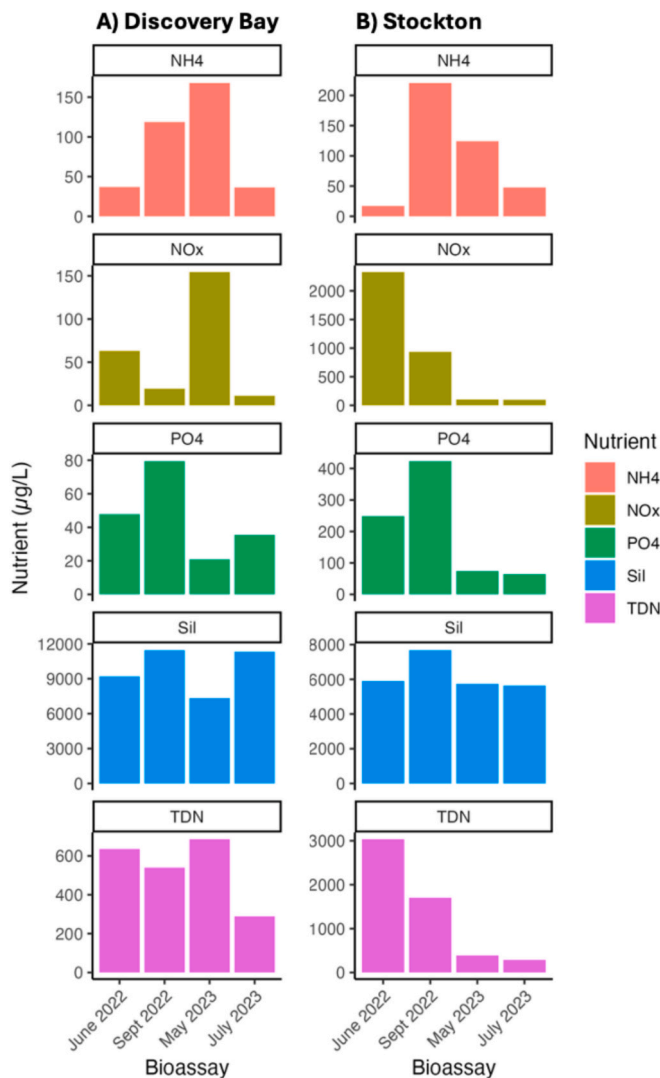 A) Discovery Bay
B) Stockton
NH4
NH4
150
100
50
0
200
150
100
50
0
NOx
NOx
150
100
50
0
2000
1500
1000
500
0
PO4
PO4
80
60
40
20
0
400
300
200
100
0
Sil
Sil
12000
9000
6000
3000
0
8000
6000
4000
2000
0
TDN
TDN
600
400
200
0
3000
2000
1000
0
June 2022
Sept 2022
May 2023
July 2023
June 2022
Sept 2022
May 2023
July 2023
Bioassay
Bioassay
Nutrient (µg/L)
Nutrient
NH4
NOx
PO4
Sil
TDN